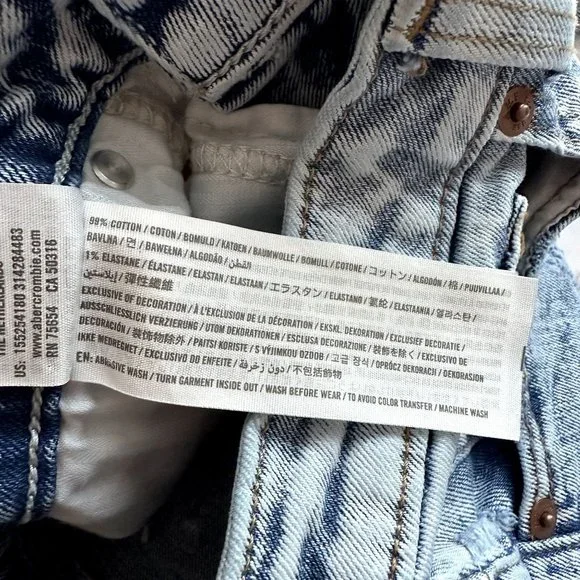 THE NETHERLANDS
US: 155254180 314284483
www.abercrombie.com
RN 75654 CA 50316
99% COTTON / COTON / BOMULD / KATOEN / BAUMWOLLE / BOMULL / COTONE / コットン / ALGODÓN / 棉 / PUUVILLAA /
BAVLNA / 면 / BAWEŁNA / ALGODÃO / القطن
1% ELASTANE / ÉLASTANE / ELASTAN / ELASTAAN / エラスタン / ELASTANO / 氨纶 / ELASTAANIA / 엘라스탄 /
إيلاستين / 彈性纖維
EXCLUSIVE OF DECORATION / À L'EXCLUSION DE LA DÉCORATION / EKSKL. DEKORATION / EXCLUSIEF DECORATIE /
AUSSCHLIESSLICH VERZIERUNG / UTOM DEKORATIONEN / ESCLUSA DECORAZIONE / 装飾を除く / EXCLUSIVO DE
DECORACIÓN / 装饰物除外 / PAITSI KORISTE / S VÝJIMKOU OZDOB / 고급 장식 / OPRÓCZ DEKORACJI / DEKORASJON
IKKE MEDREGNET / EXCLUSIVO DO ENFEITE / دون زخرفة / 不包括裝飾
EN: ABRASIVE WASH / TURN GARMENT INSIDE OUT / WASH BEFORE WEAR / TO AVOID COLOR TRANSFER / MACHINE WASH